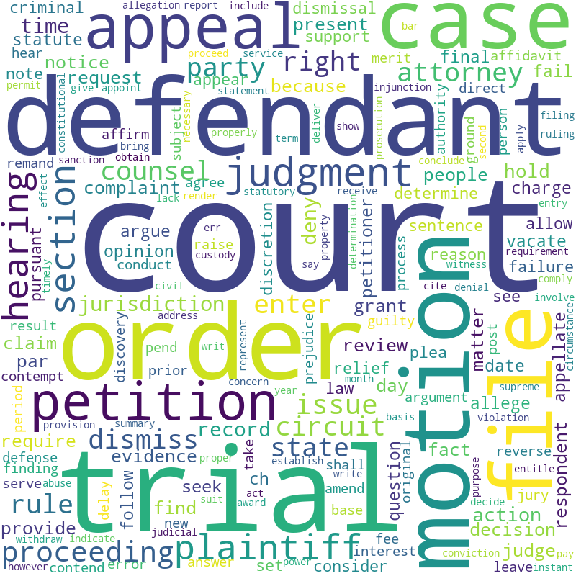 criminal allegation report include dismissal bar case
time appeal hear present support merit
statute party right final affidavit
notice
note request appear because attorney fail
permit give appoint proceed service statement injunction direct
constitutional defendant authority ground person filing ruling
affirm subject necessary prosecution second apply
remand sanction obtain bring properly term deliver show conclude entry
effect counsel judgment people hold
hearing pursuant timely section complaint agree statutory determine charge
lack render receive
argue err raise deny petitioner sentence allow
court
opinion custody say property determination process reason vacate requirement
conduct discretion cite witness denial failure comply
civil jurisdiction enter grant guilty matter see involve circumstance
result address order prejudice review plea respondent post appellate
claim par discovery pend writ represent relief date supreme
contempt prior concern law day allege violation
period provision petition year month argument basis
summary issue motion file reverse entitle
require dismiss record circuit fact purpose
defense prope state decide
finding evidence ch establish shall question original jury
serve abuse take seek write amend action
rule delay follow trial act suit award base decision
provide find new plaintiff judge
withdraw indicate judicial fee interest conviction pay
proceeding answer set power
however contend error consider leave instant